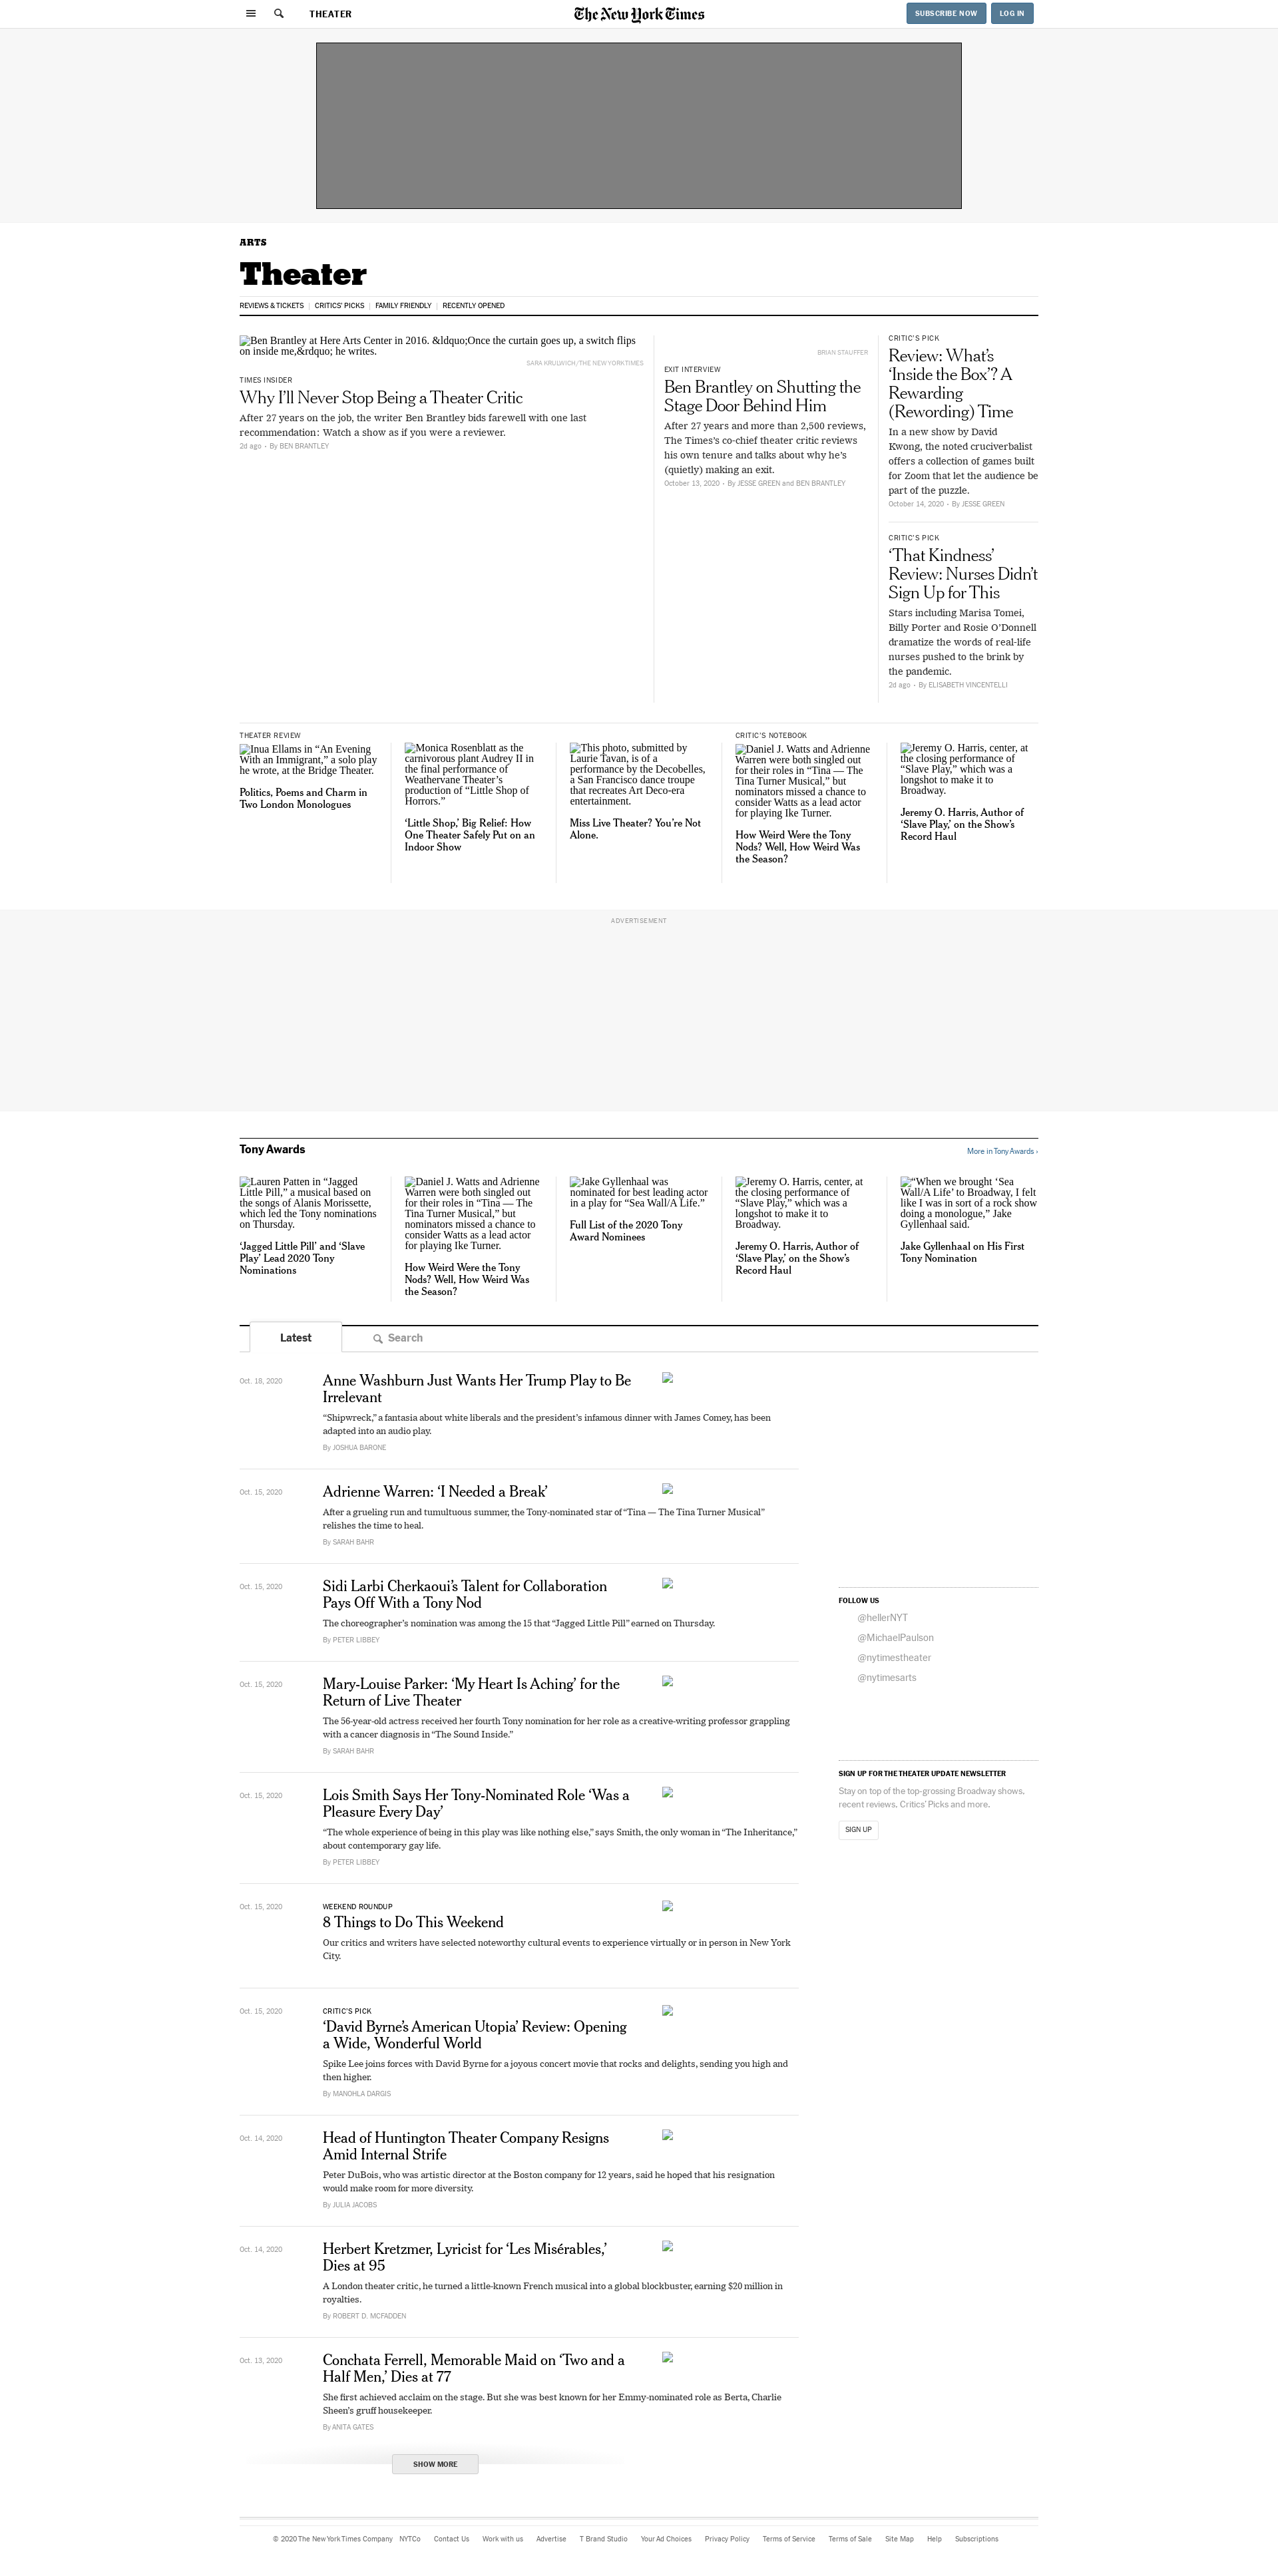 THEATER
The New York Times
SUBSCRIBE NOW
LOG IN
ARTS
Theater
REVIEWS & TICKETS | CRITICS' PICKS | FAMILY FRIENDLY | RECENTLY OPENED
Ben Brantley at Here Arts Center in 2016. &ldquo;Once the curtain goes up, a switch flips
on inside me,&rdquo; he writes.
SARA KRULWICH/THE NEW YORK TIMES
TIMES INSIDER
Why I’ll Never Stop Being a Theater Critic
After 27 years on the job, the writer Ben Brantley bids farewell with one last
recommendation: Watch a show as if you were a reviewer.
2d ago • By BEN BRANTLEY
BRIAN STAUFFER
EXIT INTERVIEW
Ben Brantley on Shutting the
Stage Door Behind Him
After 27 years and more than 2,500 reviews,
The Times’s co-chief theater critic reviews
his own tenure and talks about why he’s
(quietly) making an exit.
October 13, 2020 • By JESSE GREEN and BEN BRANTLEY
CRITIC’S PICK
Review: What’s
‘Inside the Box’? A
Rewarding
(Rewording) Time
In a new show by David
Kwong, the noted cruciverbalist
offers a collection of games built
for Zoom that let the audience be
part of the puzzle.
October 14, 2020 • By JESSE GREEN
CRITIC’S PICK
‘That Kindness’
Review: Nurses Didn’t
Sign Up for This
Stars including Marisa Tomei,
Billy Porter and Rosie O’Donnell
dramatize the words of real-life
nurses pushed to the brink by
the pandemic.
2d ago • By ELISABETH VINCENTELLI
THEATER REVIEW
Inua Ellams in “An Evening
With an Immigrant,” a solo play
he wrote, at the Bridge Theater.
Politics, Poems and Charm in
Two London Monologues
Monica Rosenblatt as the
carnivorous plant Audrey II in
the final performance of
Weathervane Theater’s
production of “Little Shop of
Horrors.”
‘Little Shop,’ Big Relief: How
One Theater Safely Put on an
Indoor Show
This photo, submitted by
Laurie Tavan, is of a
performance by the Decobelles,
a San Francisco dance troupe
that recreates Art Deco-era
entertainment.
Miss Live Theater? You’re Not
Alone.
CRITIC’S NOTEBOOK
Daniel J. Watts and Adrienne
Warren were both singled out
for their roles in “Tina — The
Tina Turner Musical,” but
nominators missed a chance to
consider Watts as a lead actor
for playing Ike Turner.
How Weird Were the Tony
Nods? Well, How Weird Was
the Season?
Jeremy O. Harris, center, at
the closing performance of
“Slave Play,” which was a
longshot to make it to
Broadway.
Jeremy O. Harris, Author of
‘Slave Play,’ on the Show’s
Record Haul
ADVERTISEMENT
Tony Awards
More in Tony Awards ›
Lauren Patten in “Jagged
Little Pill,” a musical based on
the songs of Alanis Morissette,
which led the Tony nominations
on Thursday.
‘Jagged Little Pill’ and ‘Slave
Play’ Lead 2020 Tony
Nominations
Daniel J. Watts and Adrienne
Warren were both singled out
for their roles in “Tina — The
Tina Turner Musical,” but
nominators missed a chance to
consider Watts as a lead actor
for playing Ike Turner.
How Weird Were the Tony
Nods? Well, How Weird Was
the Season?
Jake Gyllenhaal was
nominated for best leading actor
in a play for “Sea Wall/A Life.”
Full List of the 2020 Tony
Award Nominees
Jeremy O. Harris, center, at
the closing performance of
“Slave Play,” which was a
longshot to make it to
Broadway.
Jeremy O. Harris, Author of
‘Slave Play,’ on the Show’s
Record Haul
“When we brought ‘Sea
Wall/A Life’ to Broadway, I felt
like I was in sort of a rock show
doing a monologue,” Jake
Gyllenhaal said.
Jake Gyllenhaal on His First
Tony Nomination
Latest
Search
Oct. 18, 2020
Anne Washburn Just Wants Her Trump Play to Be
Irrelevant
“Shipwreck,” a fantasia about white liberals and the president’s infamous dinner with James Comey, has been
adapted into an audio play.
By JOSHUA BARONE
Oct. 15, 2020
Adrienne Warren: ‘I Needed a Break’
After a grueling run and tumultuous summer, the Tony-nominated star of “Tina — The Tina Turner Musical”
relishes the time to heal.
By SARAH BAHR
Oct. 15, 2020
Sidi Larbi Cherkaoui’s Talent for Collaboration
Pays Off With a Tony Nod
The choreographer’s nomination was among the 15 that “Jagged Little Pill” earned on Thursday.
By PETER LIBBEY
Oct. 15, 2020
Mary-Louise Parker: ‘My Heart Is Aching’ for the
Return of Live Theater
The 56-year-old actress received her fourth Tony nomination for her role as a creative-writing professor grappling
with a cancer diagnosis in “The Sound Inside.”
By SARAH BAHR
Oct. 15, 2020
Lois Smith Says Her Tony-Nominated Role ‘Was a
Pleasure Every Day’
“The whole experience of being in this play was like nothing else,” says Smith, the only woman in “The Inheritance,”
about contemporary gay life.
By PETER LIBBEY
Oct. 15, 2020
WEEKEND ROUNDUP
8 Things to Do This Weekend
Our critics and writers have selected noteworthy cultural events to experience virtually or in person in New York
City.
Oct. 15, 2020
CRITIC’S PICK
‘David Byrne’s American Utopia’ Review: Opening
a Wide, Wonderful World
Spike Lee joins forces with David Byrne for a joyous concert movie that rocks and delights, sending you high and
then higher.
By MANOHLA DARGIS
Oct. 14, 2020
Head of Huntington Theater Company Resigns
Amid Internal Strife
Peter DuBois, who was artistic director at the Boston company for 12 years, said he hoped that his resignation
would make room for more diversity.
By JULIA JACOBS
Oct. 14, 2020
Herbert Kretzmer, Lyricist for ‘Les Misérables,’
Dies at 95
A London theater critic, he turned a little-known French musical into a global blockbuster, earning $20 million in
royalties.
By ROBERT D. MCFADDEN
Oct. 13, 2020
Conchata Ferrell, Memorable Maid on ‘Two and a
Half Men,’ Dies at 77
She first achieved acclaim on the stage. But she was best known for her Emmy-nominated role as Berta, Charlie
Sheen’s gruff housekeeper.
By ANITA GATES
SHOW MORE
FOLLOW US
@hellerNYT
@MichaelPaulson
@nytimestheater
@nytimesarts
SIGN UP FOR THE THEATER UPDATE NEWSLETTER
Stay on top of the top-grossing Broadway shows,
recent reviews, Critics’ Picks and more.
SIGN UP
© 2020 The New York Times Company NYTCo Contact Us Work with us Advertise T Brand Studio Your Ad Choices Privacy Policy Terms of Service Terms of Sale Site Map Help Subscriptions